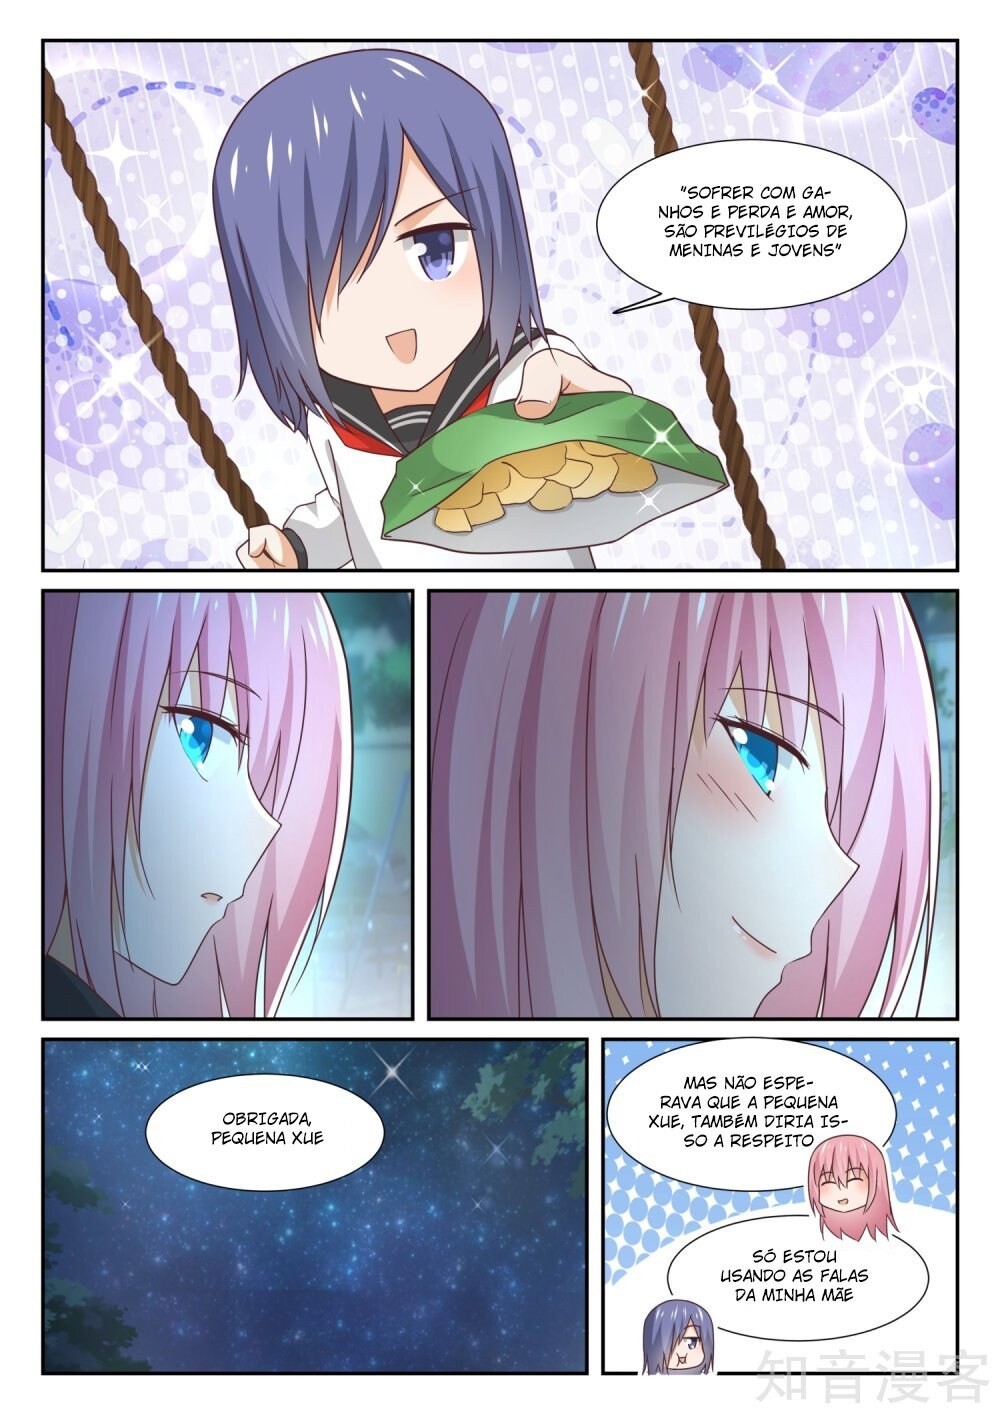 "SOFRER COM GA-
NHOS E PERDA E AMOR,
SÃO PREVILÉGIOS DE
MENINAS E JOVENS"
OBRIGADA,
PEQUENA XUE
MAS NÃO ESPE-
RAVA QUE A PEQUENA
XUE, TAMBÉM DIRIA IS-
SO A RESPEITO
SÓ ESTOU
USANDO AS FALAS
DA MINHA MÃE
知音漫客